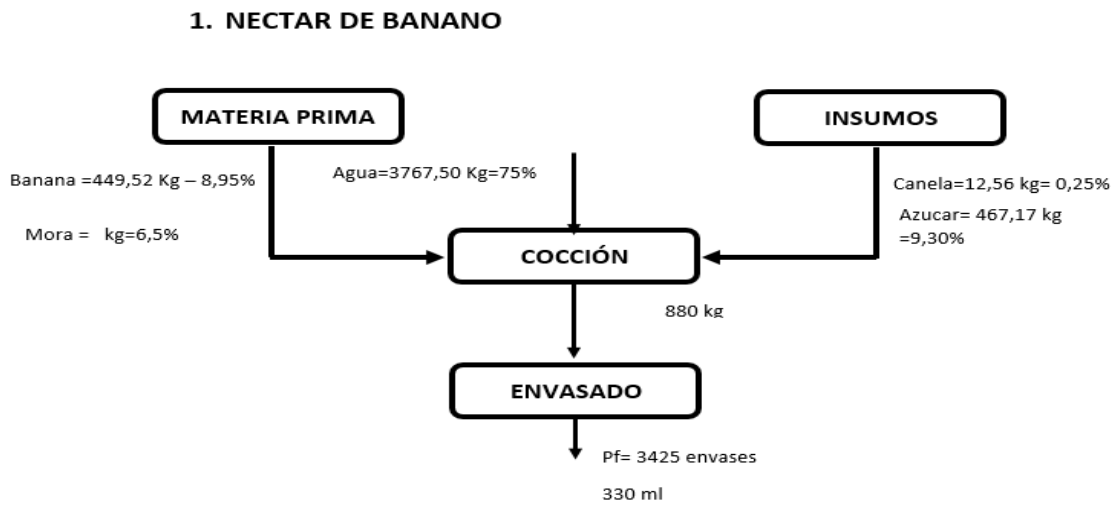 1. NECTAR DE BANANO
MATERIA PRIMA
INSUMOS
Banana =449,52 Kg – 8,95%
Agua=3767,50 Kg=75%
Canela=12,56 kg= 0,25%
Azucar= 467,17 kg
=9,30%
Mora = kg=6,5%
COCCIÓN
880 kg
ENVASADO
Pf= 3425 envases
330 ml